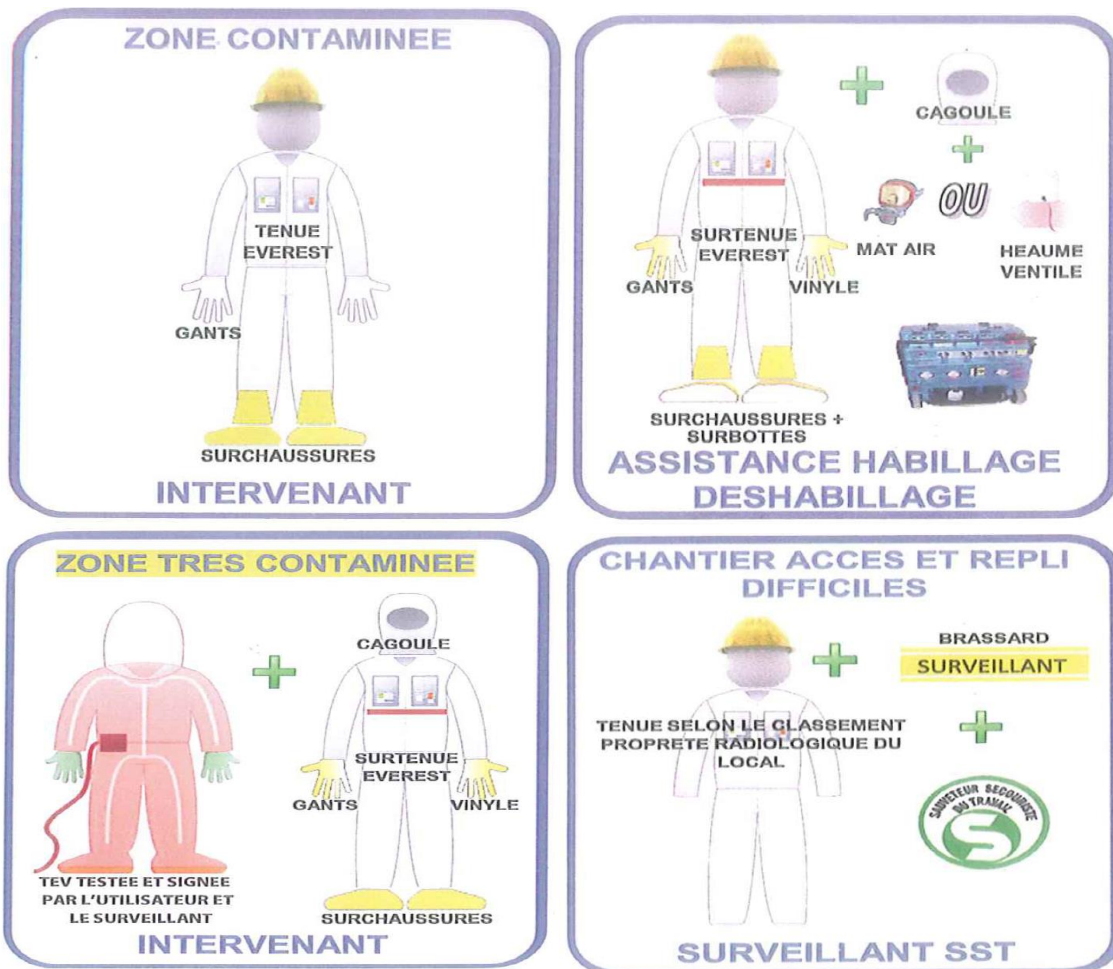 ZONE CONTAMINEE
TENUE
EVEREST
GANTS
SURCHAUSSURES
INTERVENANT
CAGOULE
MAT AIR
OU
HEAUME
VENTILE
SURTENUE
EVEREST
GANTS
VINYLE
SURCHAUSSURES +
SURBOTTES
ASSISTANCE HABILLAGE
DESHABILLAGE
ZONE TRES CONTAMINEE
CAGOULE
SURTENUE
EVEREST
GANTS
VINYLE
TEV TESTEE ET SIGNEE
PAR L'UTILISATEUR ET
LE SURVEILLANT
SURCHAUSSURES
INTERVENANT
CHANTIER ACCES ET REPLI
DIFFICILES
BRASSARD
SURVEILLANT
TENUE SELON LE CLASSEMENT
PROPRETE RADIOLOGIQUE DU
LOCAL
SAUVETEUR SECOURISTE
DU TRAVAIL
S
SURVEILLANT SST